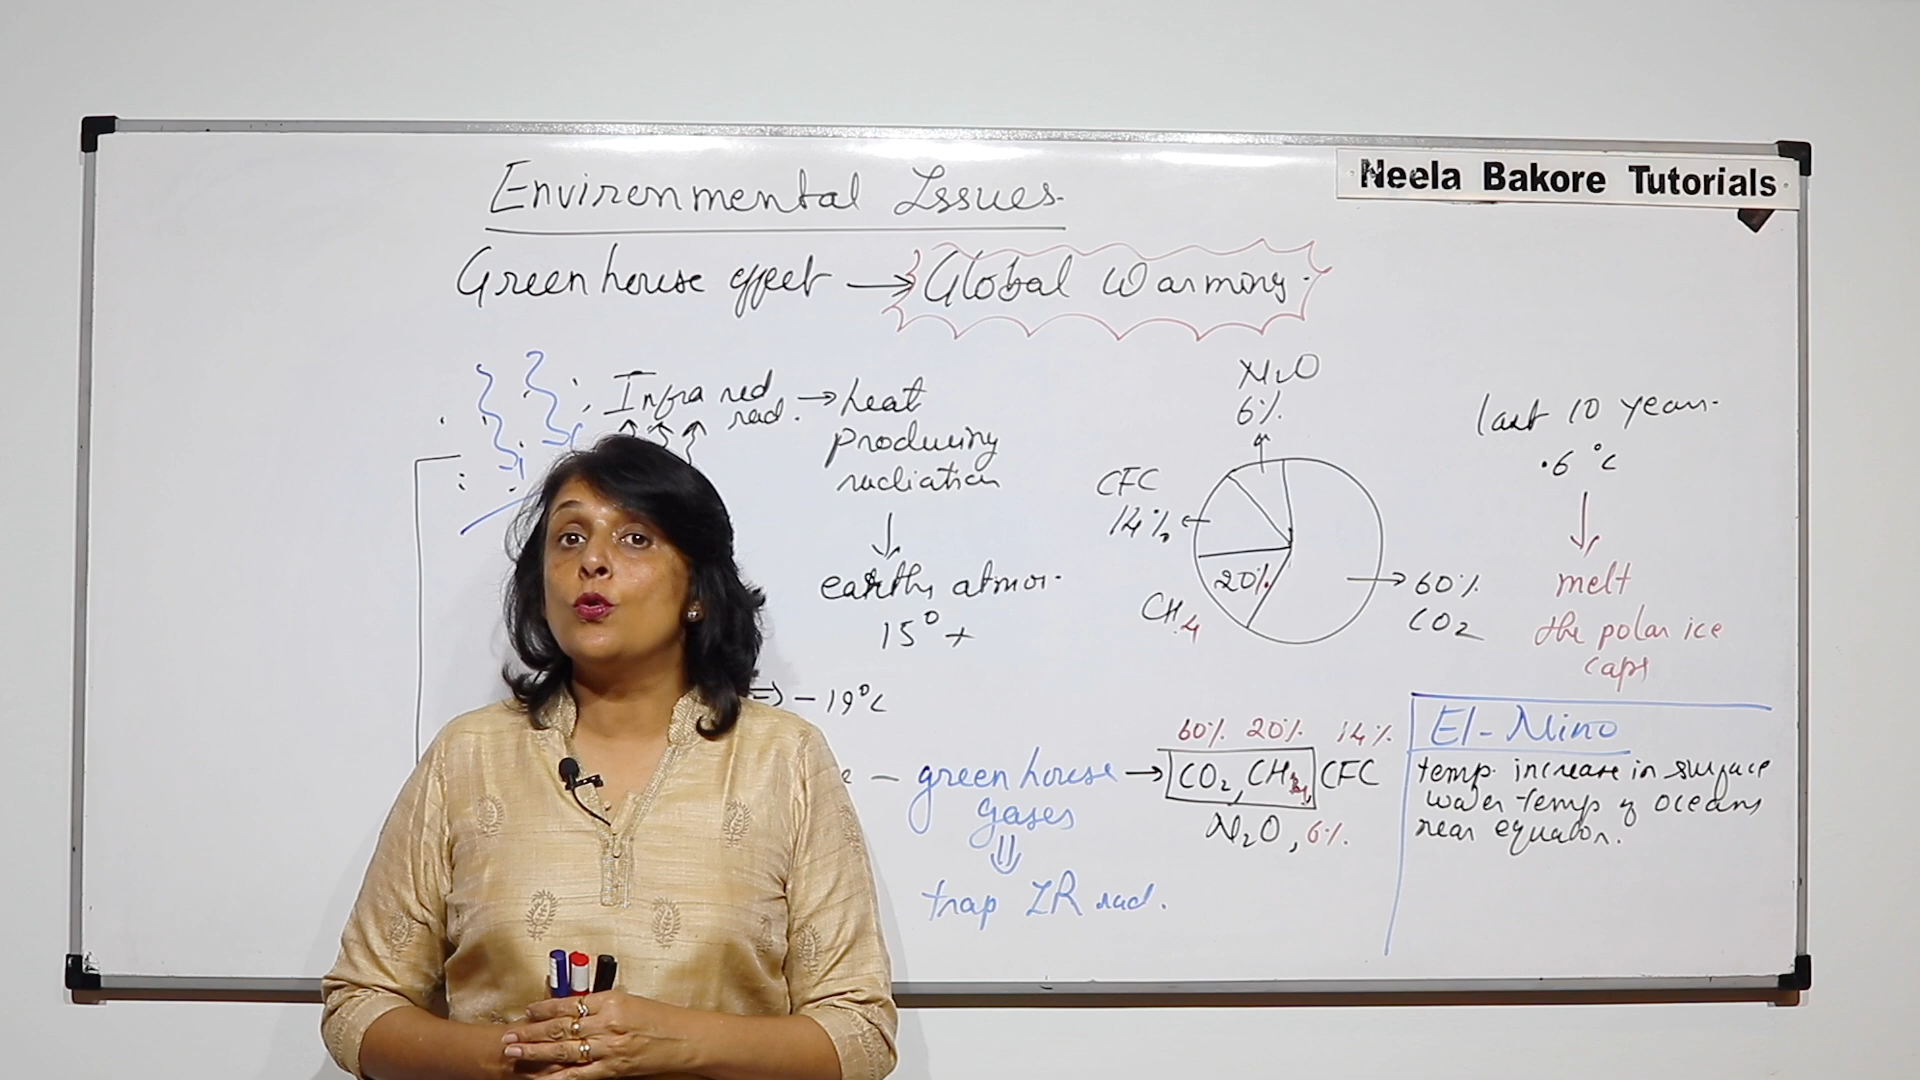 Neela Bakore Tutorials
Environmental Issues
Greenhouse effect → Global Warming
Infra red rad. → heat producing radiation
↓
earths atmos.
15° +
⇒ -19°C
N2O
6%
CFC
14%
20%
CH4
→ 60%
CO2
last 10 years
.6 °C
↓
melt
the polar ice
caps
60% 20% 14%
e - green house → CO2, CH4, CFC
gases
N2O, 6%
⇓
trap IR rad.
El-Nino
temp. increase in surface
water temp of oceans
near equator.